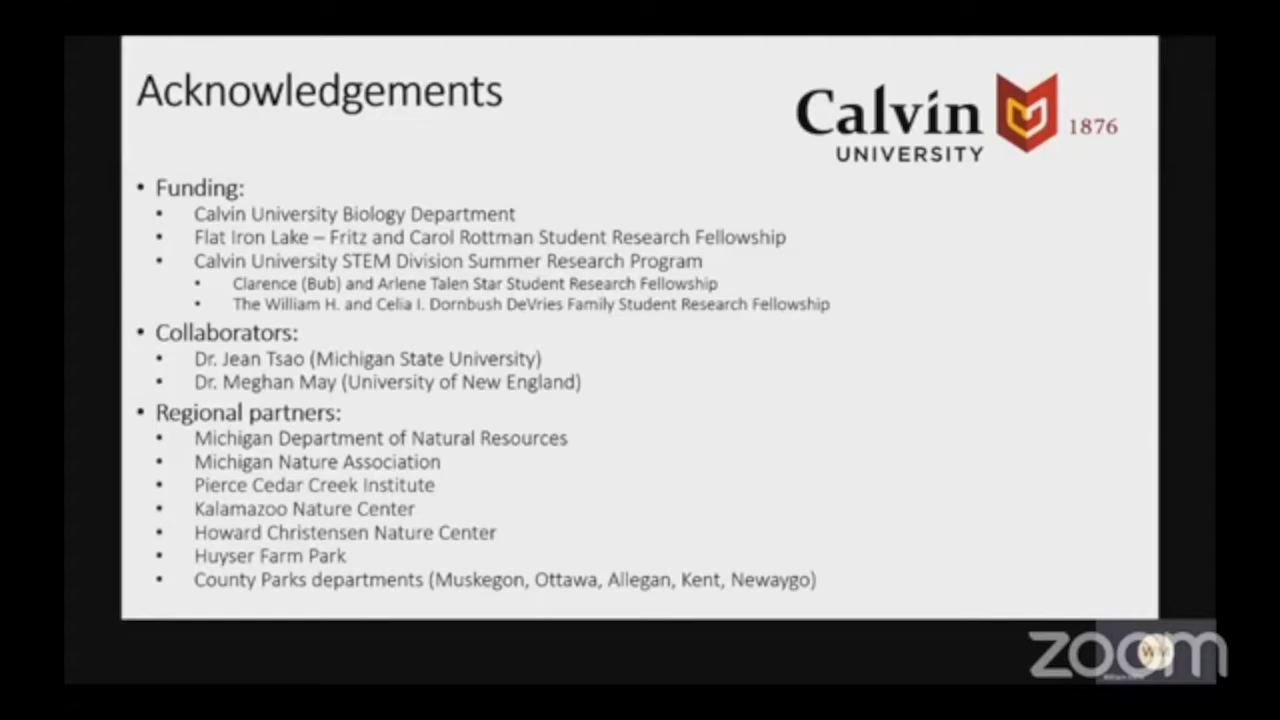 Acknowledgements
Calvin
UNIVERSITY
1876
• Funding:
• Calvin University Biology Department
• Flat Iron Lake – Fritz and Carol Rottman Student Research Fellowship
• Calvin University STEM Division Summer Research Program
• Clarence (Bub) and Arlene Talen Star Student Research Fellowship
• The William H. and Celia I. Dornbush DeVries Family Student Research Fellowship
• Collaborators:
• Dr. Jean Tsao (Michigan State University)
• Dr. Meghan May (University of New England)
• Regional partners:
• Michigan Department of Natural Resources
• Michigan Nature Association
• Pierce Cedar Creek Institute
• Kalamazoo Nature Center
• Howard Christensen Nature Center
• Huyser Farm Park
• County Parks departments (Muskegon, Ottawa, Allegan, Kent, Newaygo)
zoom